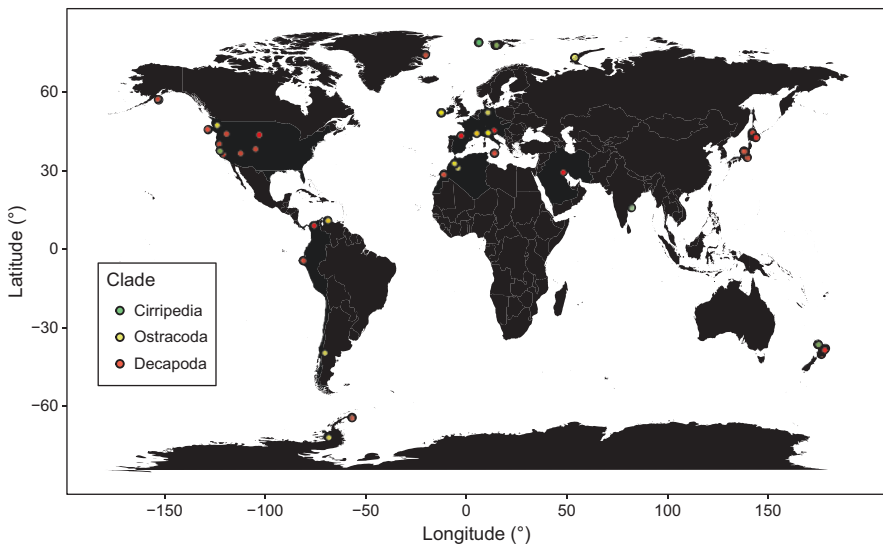 60
30
0
−30
−60
Latitude (°)
Clade
Cirripedia
Ostracoda
Decapoda
−150
−100
−50
0
50
100
150
Longitude (°)